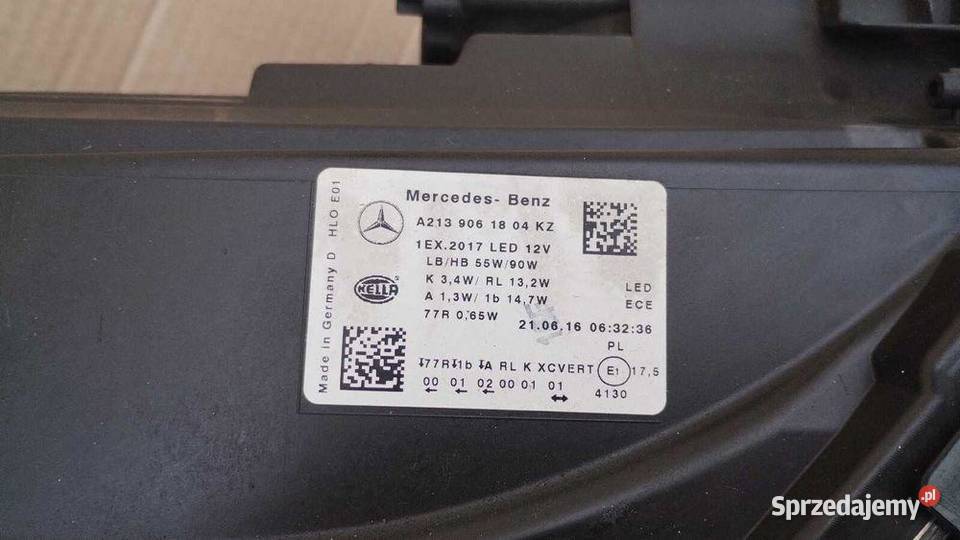 Mercedes- Benz
A213 906 18 04 KZ
1EX.2017 LED 12V
LB/HB 55W/90W
K 3,4W/ RL 13,2W
A 1,3W/ 1b 14,7W
77R 0,65W
LED
ECE
21.06.16 06:32:36
PL
77R 1b A RL K XCVERT E1 17,5
00 01 02 00 01 01
4130
HELLA
Made in Germany D HLO E01
Sprzedajemy.pl